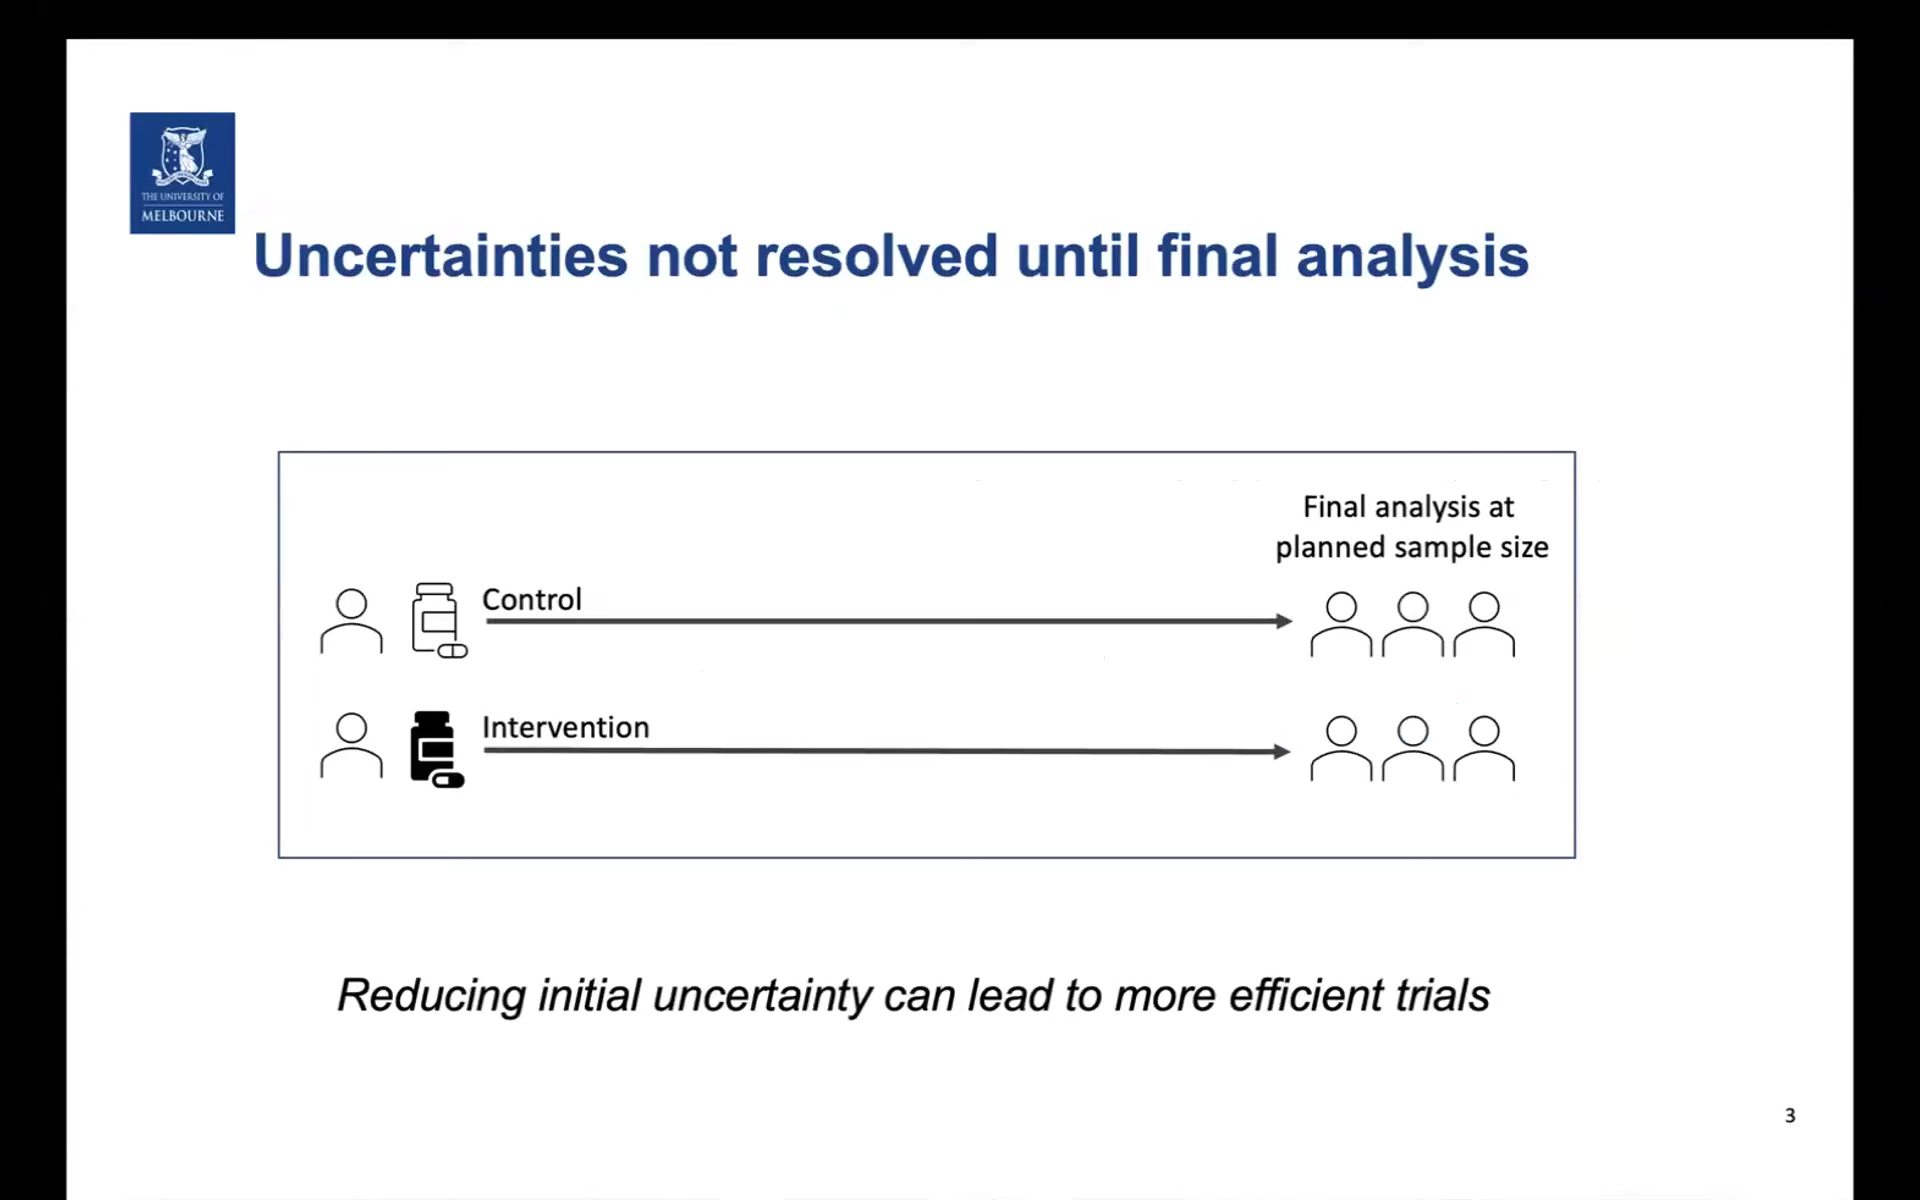 THE UNIVERSITY OF
MELBOURNE
Uncertainties not resolved until final analysis
Final analysis at
planned sample size
Control
Intervention
Reducing initial uncertainty can lead to more efficient trials
3